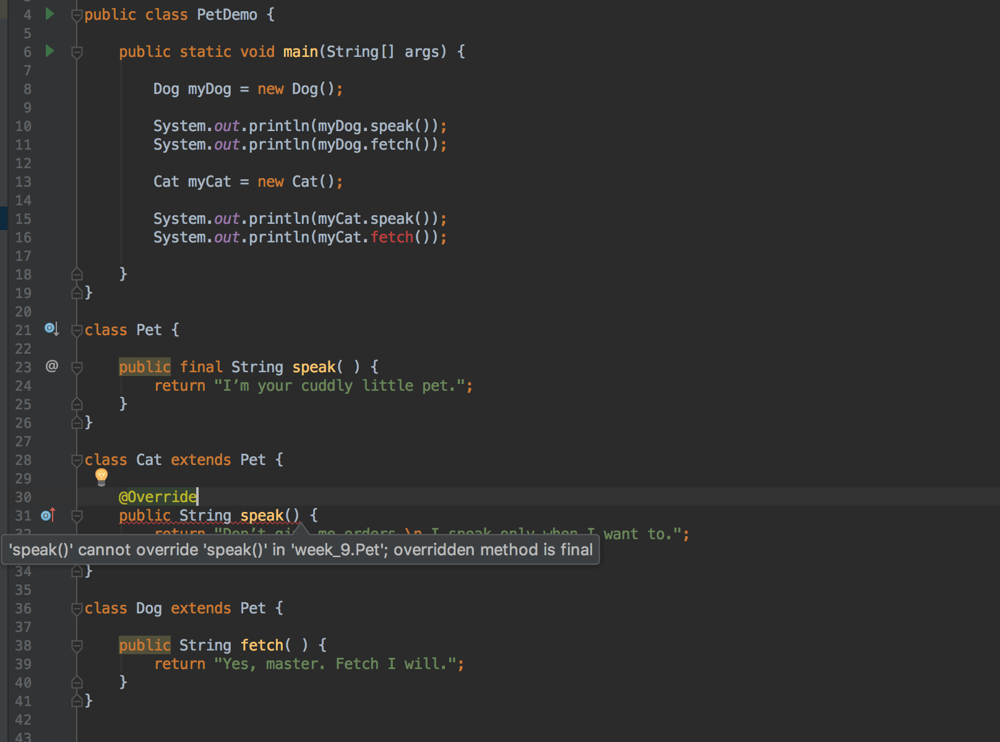 4 public class PetDemo {
5
6 public static void main(String[] args) {
7
8 Dog myDog = new Dog();
9
10 System.out.println(myDog.speak());
11 System.out.println(myDog.fetch());
12
13 Cat myCat = new Cat();
14
15 System.out.println(myCat.speak());
16 System.out.println(myCat.fetch());
17
18 }
19 }
20
21 class Pet {
22
23 @ public final String speak( ) {
24 return "I’m your cuddly little pet.";
25 }
26 }
27
28 class Cat extends Pet {
29
30 @Override
31 public String speak() {
32 return "Don’t me orders \n I speak only when I want to.";
'speak()' cannot override 'speak()' in 'week_9.Pet'; overridden method is final
34 }
35
36 class Dog extends Pet {
37
38 public String fetch( ) {
39 return "Yes, master. Fetch I will.";
40 }
41 }
42
43